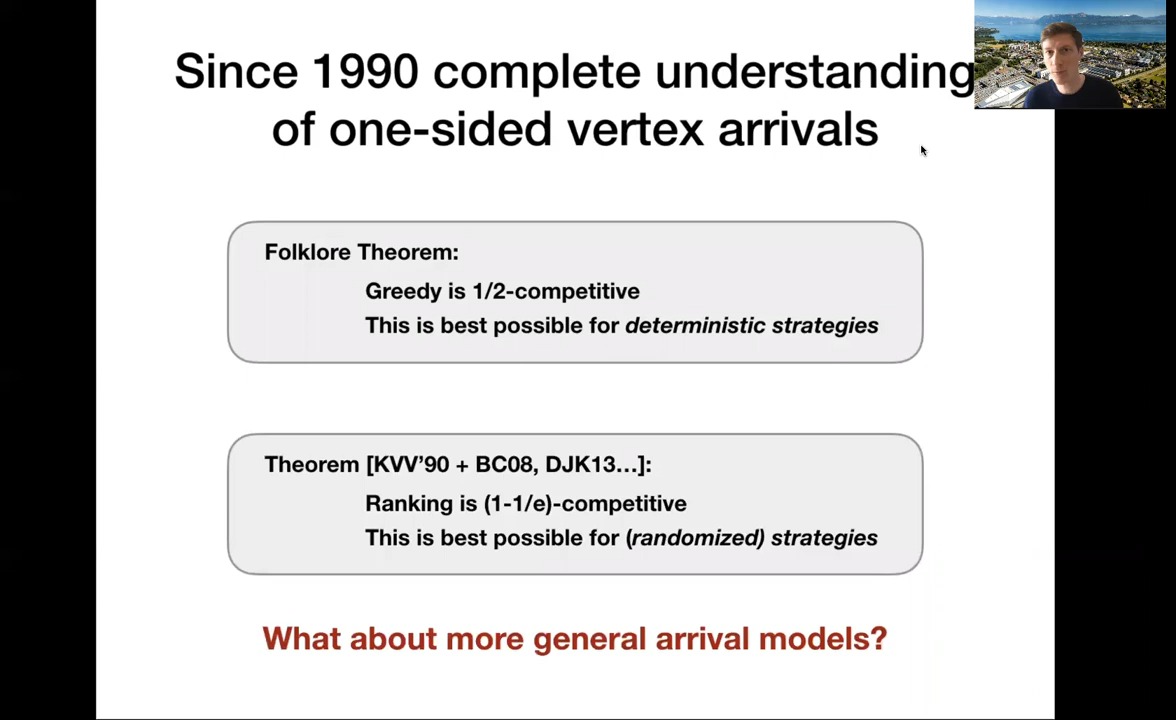 Since 1990 complete understanding
of one-sided vertex arrivals
Folklore Theorem:
Greedy is 1/2-competitive
This is best possible for deterministic strategies
Theorem [KVV'90 + BC08, DJK13…]:
Ranking is (1-1/e)-competitive
This is best possible for (randomized) strategies
What about more general arrival models?